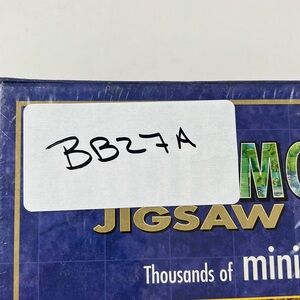 BB27A
MO
JIGSAW
Thousands of mini